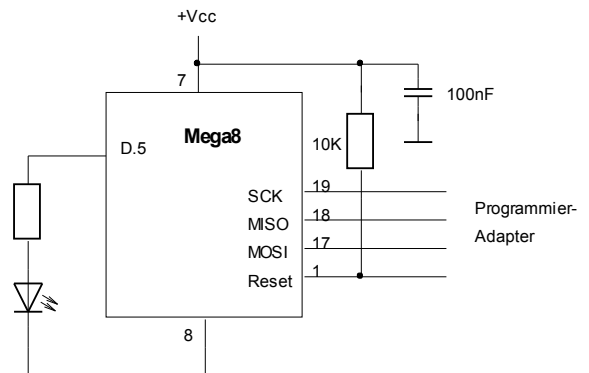 +Vcc
7
100nF
Mega8
10K
D.5
SCK
19
MISO
18
MOSI
17
Reset
1
Programmier-
Adapter
8